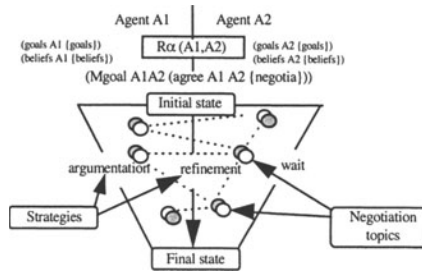 Agent A1 Agent A2
(goals A1 {goals})
(beliefs A1 {beliefs})
Rα (A1,A2)
(goals A2 {goals})
(beliefs A2 {beliefs})
(Mgoal A1A2 (agree A1 A2 {negotia}))
Initial state
argumentation
refinement
wait
Strategies
Negotiation
topics
Final state